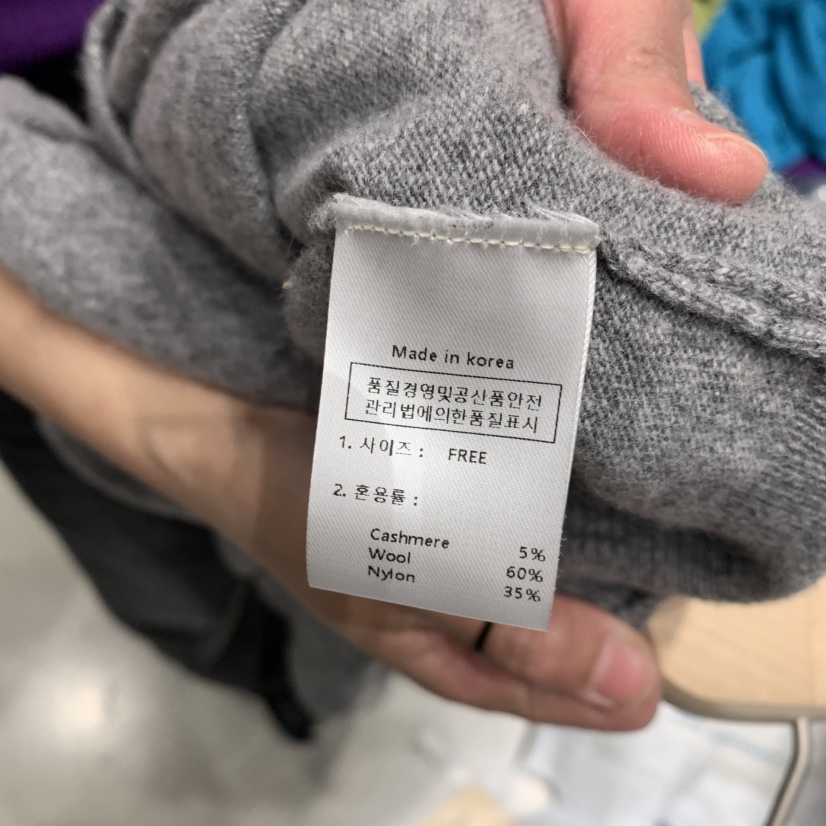 Made in korea
품질경영및공산품안전
관리법에의한품질표시
1. 사이즈 : FREE
2. 혼용률 :
Cashmere 5%
Wool 60%
Nylon 35%